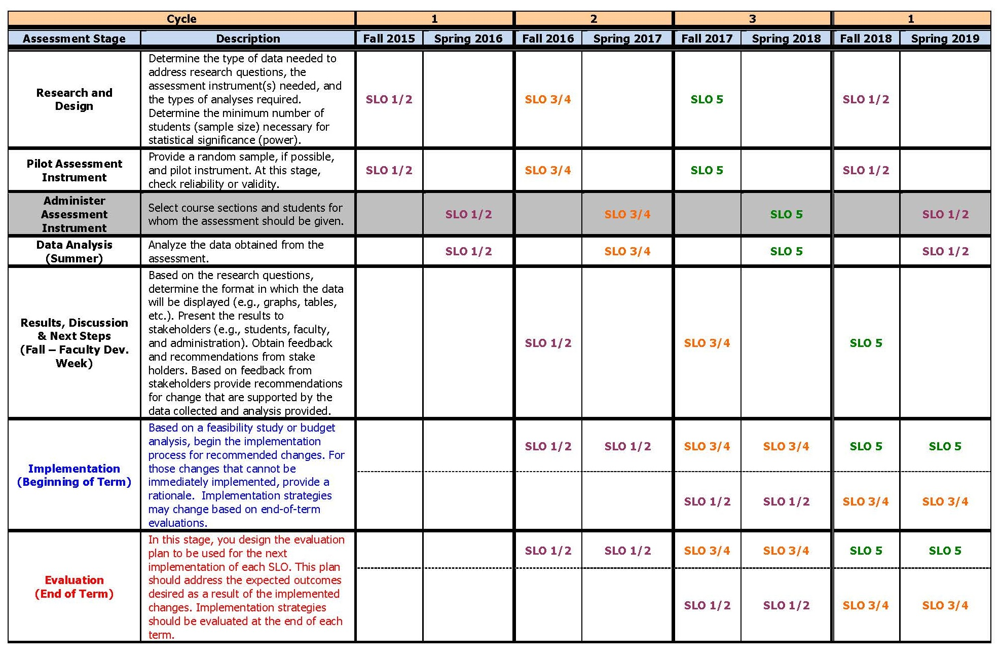 Cycle 1 2 3 1
Assessment Stage Description Fall 2015 Spring 2016 Fall 2016 Spring 2017 Fall 2017 Spring 2018 Fall 2018 Spring 2019
Research and
Design
Determine the type of data needed to
address research questions, the
assessment instrument(s) needed, and
the types of analyses required.
Determine the minimum number of
students (sample size) necessary for
statistical significance (power).
SLO 1/2 SLO 3/4 SLO 5 SLO 1/2
Pilot Assessment
Instrument
Provide a random sample, if possible,
and pilot instrument. At this stage,
check reliability or validity.
SLO 1/2 SLO 3/4 SLO 5 SLO 1/2
Administer
Assessment
Instrument
Select course sections and students for
whom the assessment should be given.
SLO 1/2 SLO 3/4 SLO 5 SLO 1/2
Data Analysis
(Summer)
Analyze the data obtained from the
assessment.
SLO 1/2 SLO 3/4 SLO 5 SLO 1/2
Results, Discussion
& Next Steps
(Fall – Faculty Dev.
Week)
Based on the research questions,
determine the format in which the data
will be displayed (e.g., graphs, tables,
etc.). Present the results to
stakeholders (e.g., students, faculty,
and administration). Obtain feedback
and recommendations from stake
holders. Based on feedback from
stakeholders provide recommendations
for change that are supported by the
data collected and analysis provided.
SLO 1/2 SLO 3/4 SLO 5
Implementation
(Beginning of Term)
Based on a feasibility study or budget
analysis, begin the implementation
process for recommended changes. For
those changes that cannot be
immediately implemented, provide a
rationale.  Implementation strategies
may change based on end-of-term
evaluations.
SLO 1/2 SLO 1/2 SLO 3/4 SLO 3/4 SLO 5 SLO 5
SLO 1/2 SLO 1/2 SLO 3/4 SLO 3/4
Evaluation
(End of Term)
In this stage, you design the evaluation
plan to be used for the next
implementation of each SLO. This plan
should address the expected outcomes
desired as a result of the implemented
changes. Implementation strategies
should be evaluated at the end of each
term.
SLO 1/2 SLO 1/2 SLO 3/4 SLO 3/4 SLO 5 SLO 5
SLO 1/2 SLO 1/2 SLO 3/4 SLO 3/4